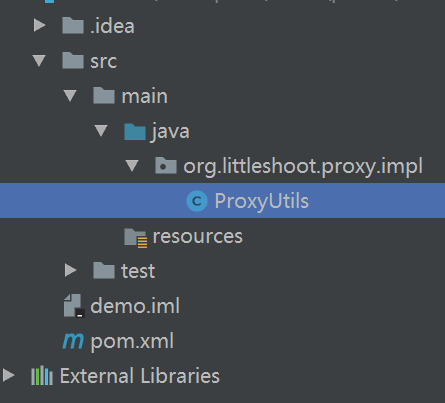 .idea
src
main
java
org.littleshoot.proxy.impl
C ProxyUtils
resources
test
demo.iml
m pom.xml
External Libraries